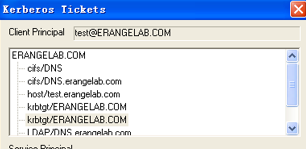 Kerberos Tickets
Client Principal test@ERANGELAB.COM
ERANGELAB.COM
cifs/DNS
cifs/DNS.erangelab.com
host/test.erangelab.com
krbtgt/ERANGELAB.COM
krbtgt/ERANGELAB.COM
LDAP/DNS.erangelab.com
Service Principal